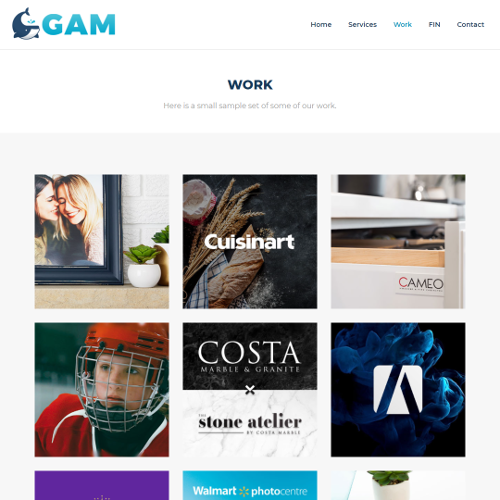 GAM
Home Services Work FIN Contact
WORK
Here is a small sample set of some of our work.
Cuisinart
CAMEO
COSTA
MARBLE & GRANITE
THE
stone atelier
BY COSTA MARBLE
Walmart photocentre